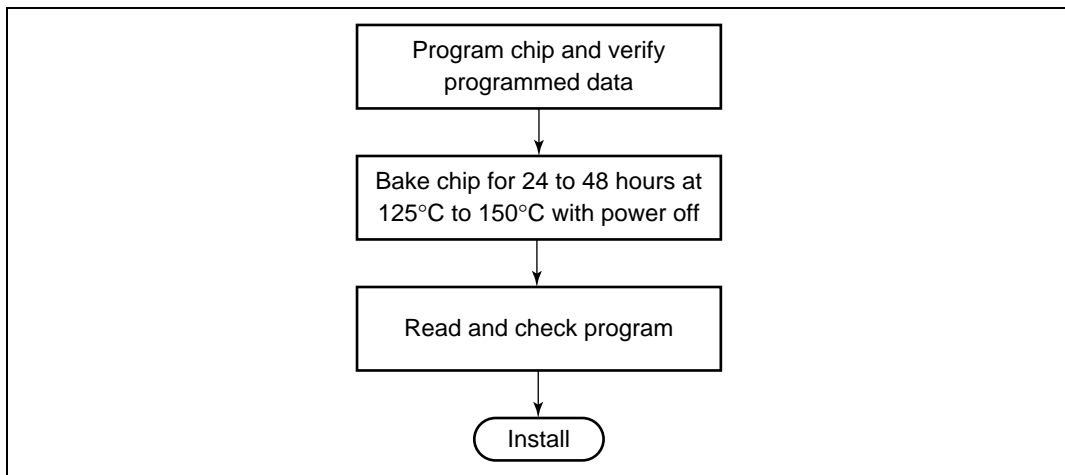 Program chip and verify
programmed data
Bake chip for 24 to 48 hours at
125°C to 150°C with power off
Read and check program
Install